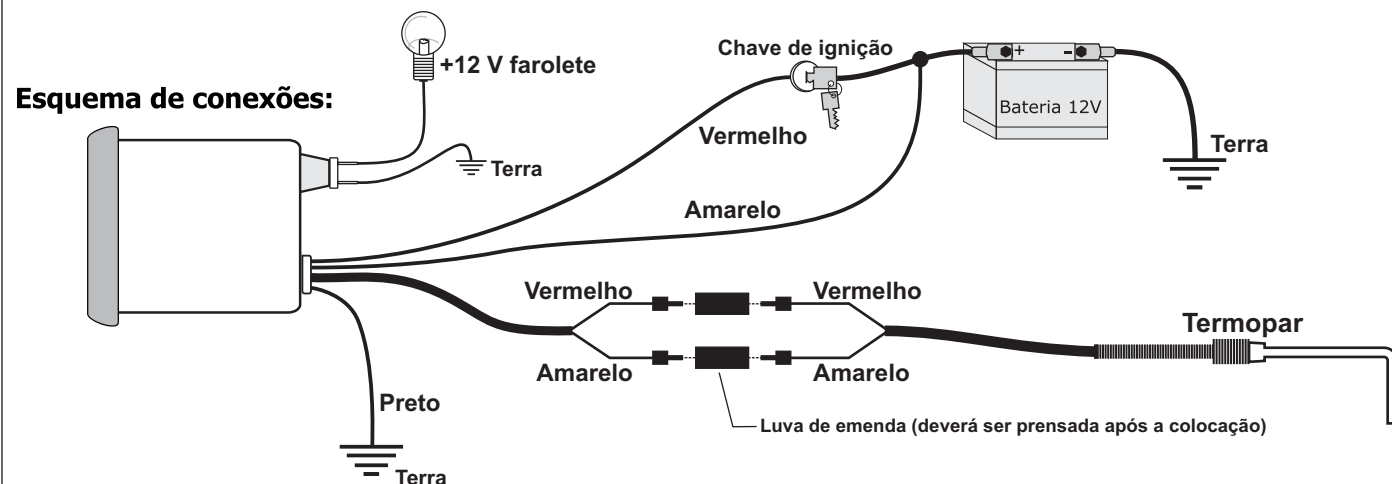 +12 V farolete
Chave de ignição
+ -
Esquema de conexões:
Bateria 12V
Vermelho
Terra
Terra
Amarelo
Vermelho
Vermelho
Termopar
Amarelo
Amarelo
Preto
Luva de emenda (deverá ser prensada após a colocação)
Terra